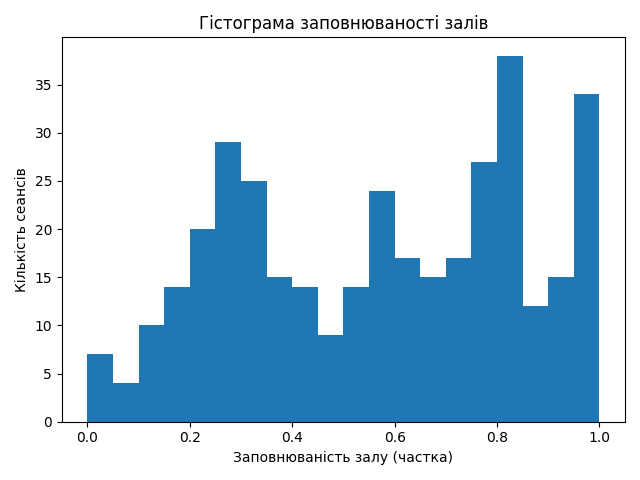 Гістограма заповнюваності залів
Кількість сеансів
35
30
25
20
15
10
5
0
0.0 0.2 0.4 0.6 0.8 1.0
Заповнюваність залу (частка)